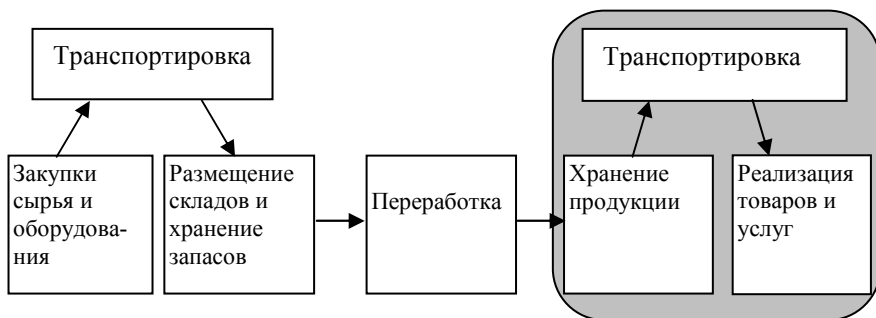 Транспортировка
Транспортировка
Закупки
сырья и
оборудова-
ния
Размещение
складов и
хранение
запасов
Переработка
Хранение
продукции
Реализация
товаров и
услуг